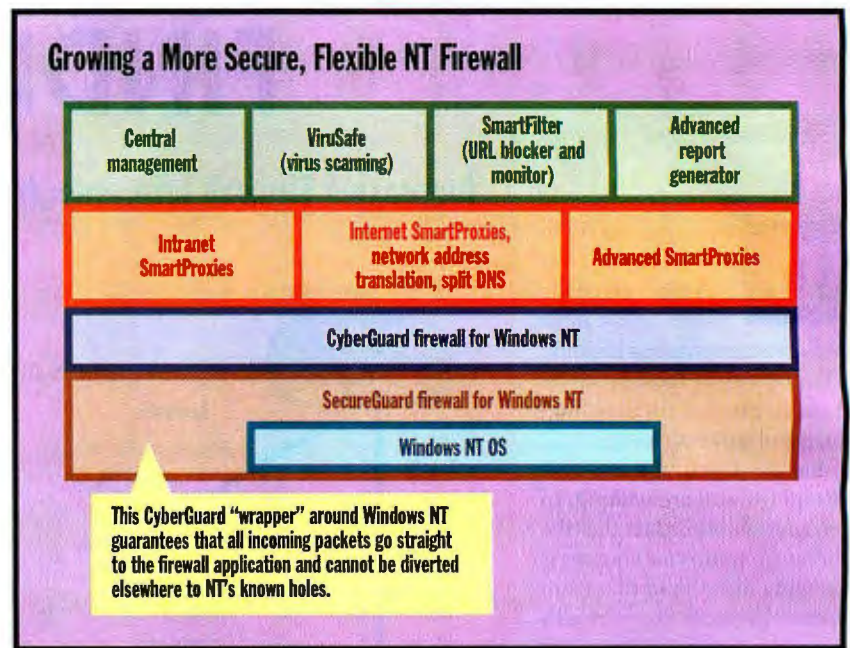 Growing a More Secure, Flexible NT Firewall
Central
management
ViruSafe
(virus scanning)
SmartFilter
(URL blocker and
monitor)
Advanced
report
generator
Intranet
SmartProxies
Internet SmartProxies,
network address
translation, split DNS
Advanced SmartProxies
CyberGuard firewall for Windows NT
SecureGuard firewall for Windows NT
Windows NT OS
This CyberGuard “wrapper” around Windows NT
guarantees that all incoming packets go straight
to the firewall application and cannot be diverted
elsewhere to NT’s known holes.